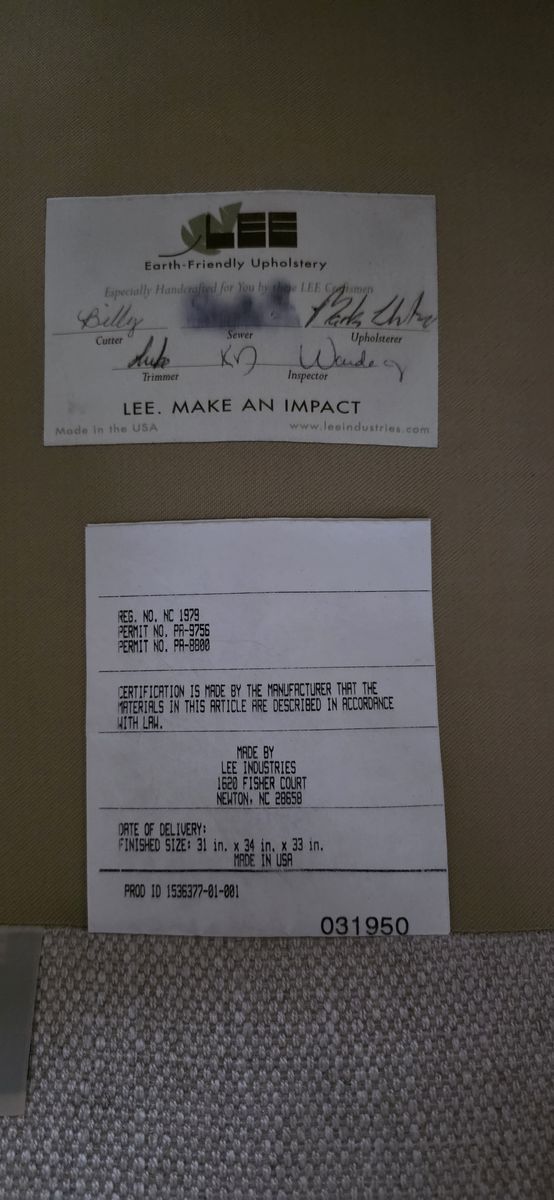 LEE
Earth-Friendly Upholstery
Especially Handcrafted for You by these LEE Craftsmen
Billy
Cutter Sewer Upholsterer
Wanda
Trimmer Inspector
LEE. MAKE AN IMPACT
Made in the USA www.leeindustries.com
REG. NO. NC 1979
PERMIT NO. PA-9756
PERMIT NO. PA-8800
CERTIFICATION IS MADE BY THE MANUFACTURER THAT THE
MATERIALS IN THIS ARTICLE ARE DESCRIBED IN ACCORDANCE
WITH LAW.
MADE BY
LEE INDUSTRIES
1620 FISHER COURT
NEWTON, NC 28658
DATE OF DELIVERY:
FINISHED SIZE: 31 in. x 34 in. x 33 in.
MADE IN USA
PROD ID 1536377-01-001
031950